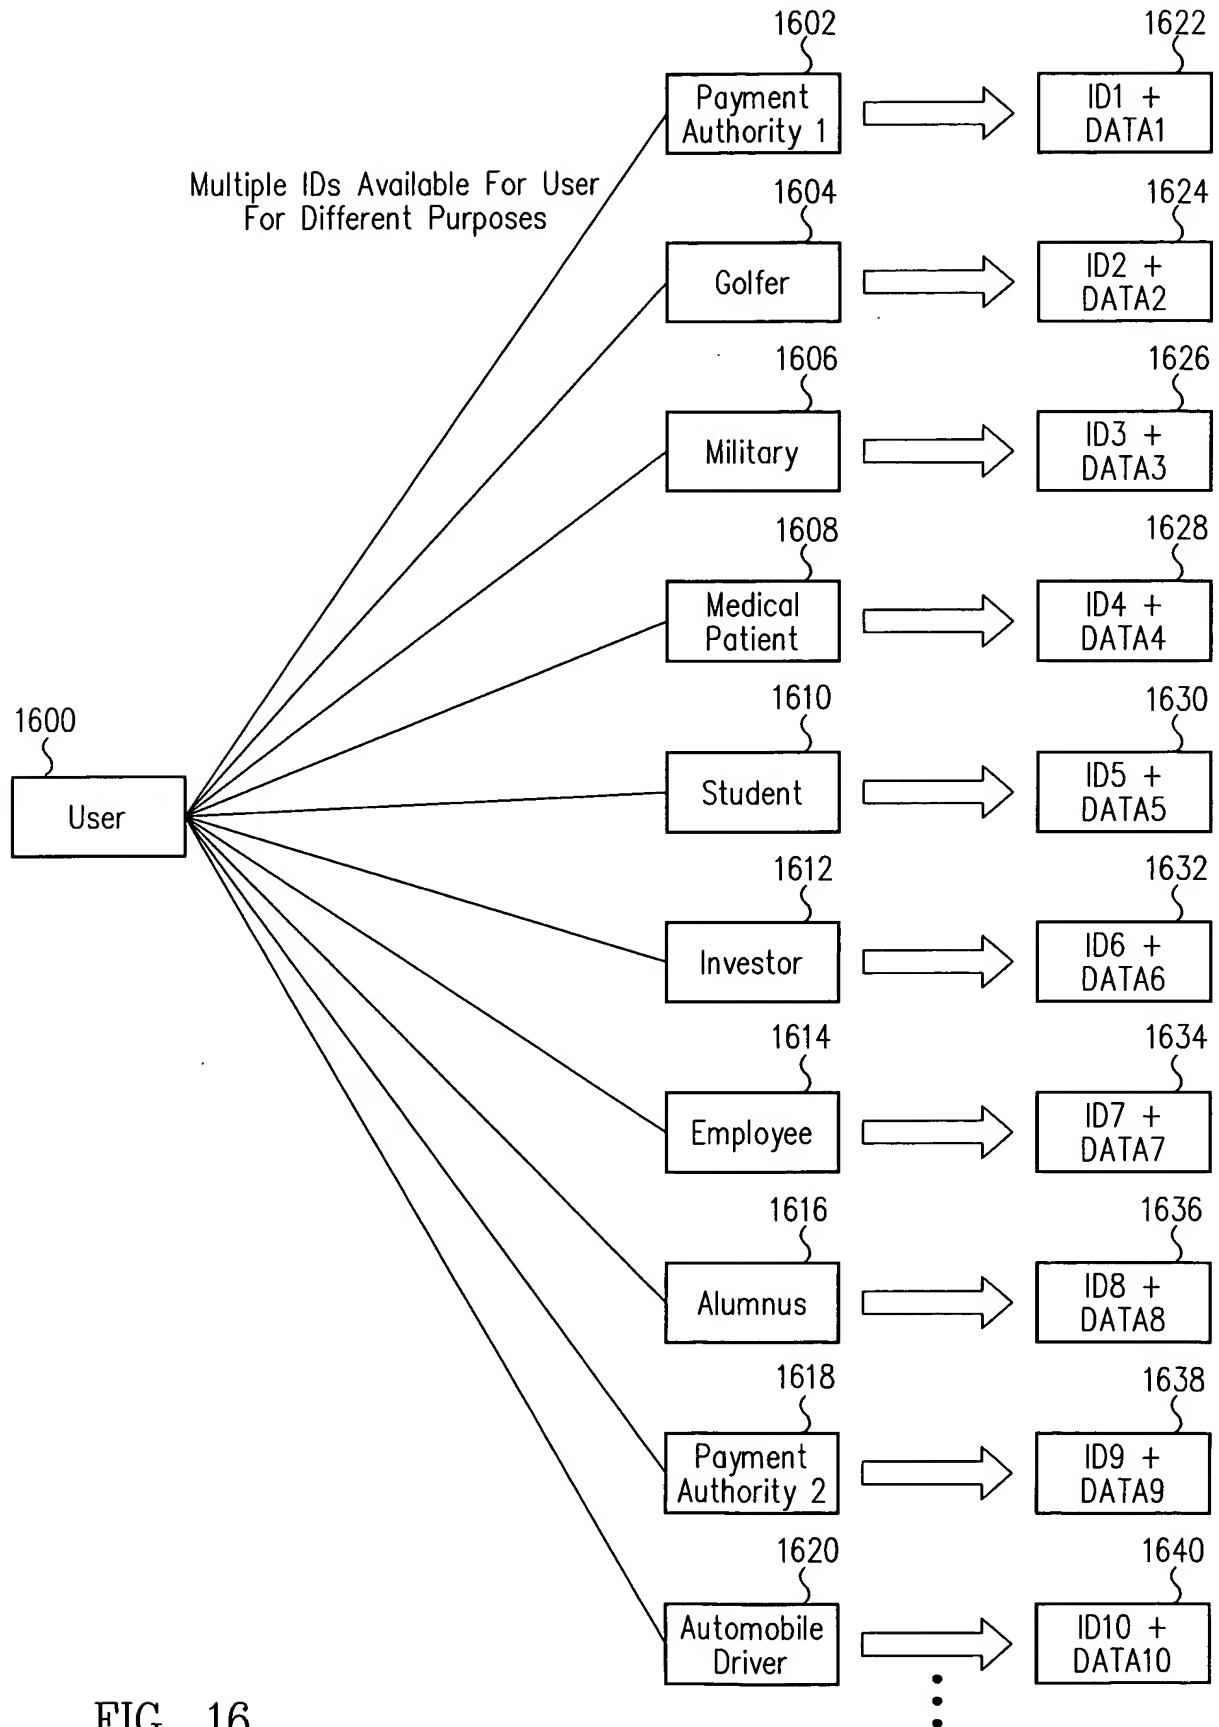 1602
1622
Payment
Authority 1
ID1 +
DATA1
Multiple IDs Available For User
For Different Purposes
1604
1624
Golfer
ID2 +
DATA2
1606
1626
Military
ID3 +
DATA3
1608
1628
Medical
Patient
ID4 +
DATA4
1600
User
1610
1630
Student
ID5 +
DATA5
1612
1632
Investor
ID6 +
DATA6
1614
1634
Employee
ID7 +
DATA7
1616
1636
Alumnus
ID8 +
DATA8
1618
1638
Payment
Authority 2
ID9 +
DATA9
1620
1640
Automobile
Driver
ID10 +
DATA10
FIG. 16